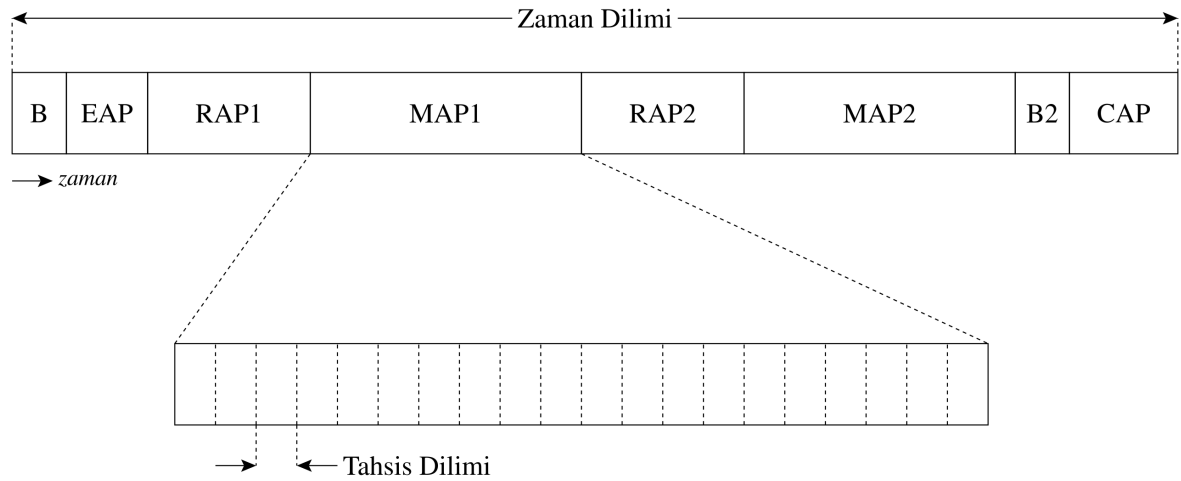 Zaman Dilimi
B EAP RAP1 MAP1 RAP2 MAP2 B2 CAP
zaman
Tahsis Dilimi